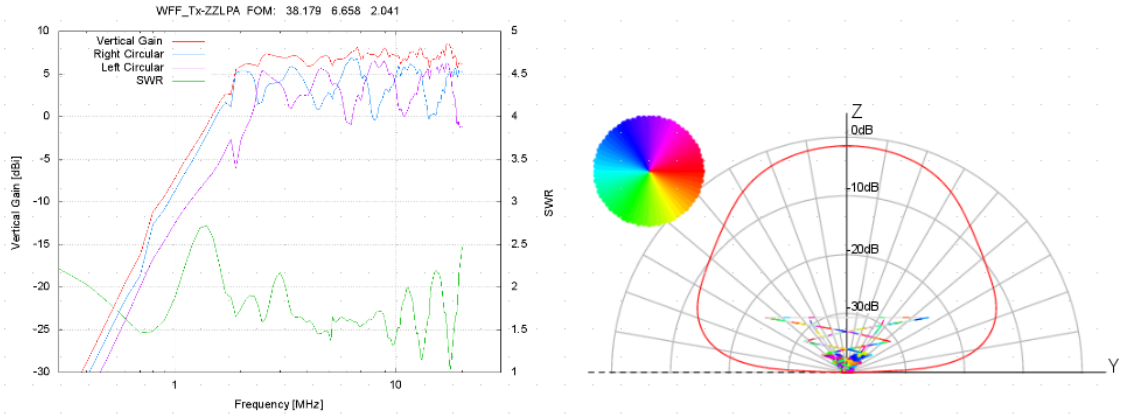 WFF_Tx-ZZLPA FOM: 38.179 6.658 2.041
10
5
0
-5
-10
-15
-20
-25
-30
Vertical Gain [dBi]
Vertical Gain
Right Circular
Left Circular
SWR
5
4.5
4
3.5
3
2.5
2
1.5
1
SWR
1
10
Frequency [MHz]
Z
0dB
-10dB
-20dB
-30dB
Y